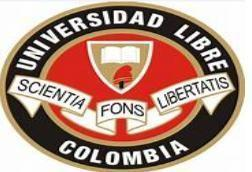 UNIVERSIDAD LIBRE
SCIENTIA FONS LIBERTATIS
COLOMBIA